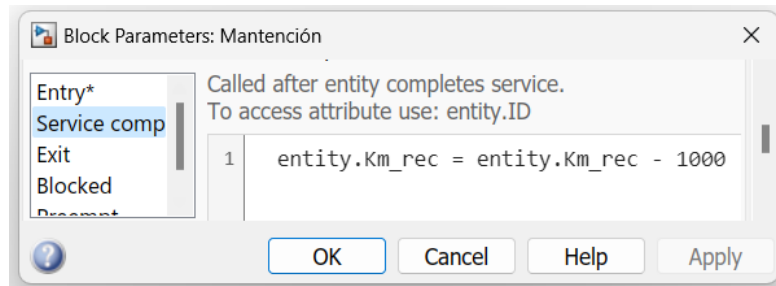 Block Parameters: Mantención
Called after entity completes service.
To access attribute use: entity.ID
Entry*
Service comp
Exit
Blocked
1 entity.Km_rec = entity.Km_rec - 1000
OK Cancel Help Apply